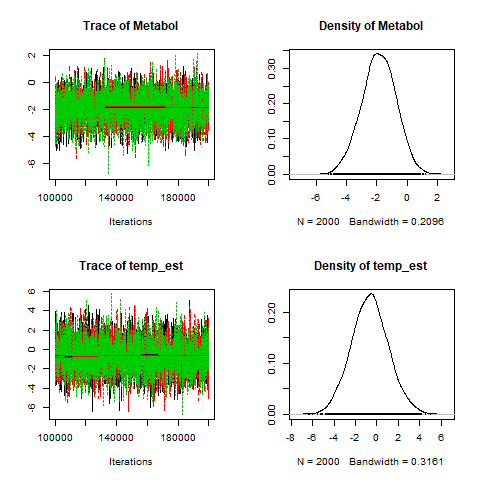 Trace of Metabol
2
0
-2
-4
-6
100000 140000 180000
Iterations
Density of Metabol
0.30
0.20
0.10
0.00
-6 -4 -2 0 2
N = 2000 Bandwidth = 0.2096
Trace of temp_est
6
4
2
0
-2
-4
-6
100000 140000 180000
Iterations
Density of temp_est
0.20
0.10
0.00
-8 -6 -4 -2 0 2 4 6
N = 2000 Bandwidth = 0.3161